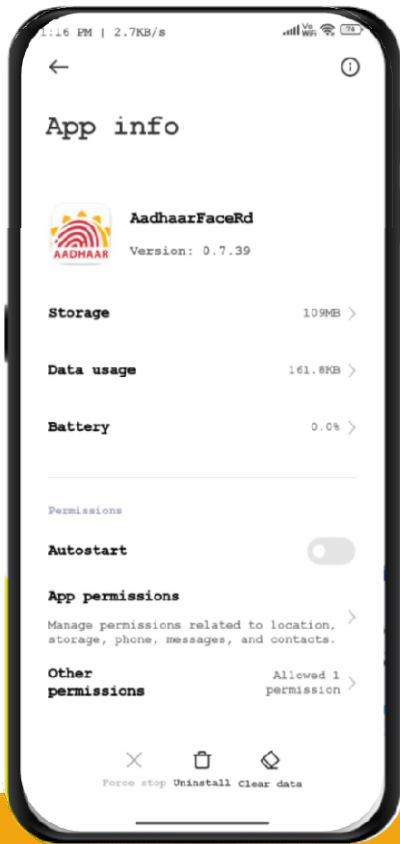 1:16 PM | 2.7KB/s Vo WiFi 74
App info
AadhaarFaceRd
AADHAAR
Version: 0.7.39
Storage 109MB
Data usage 161.8KB
Battery 0.0%
Permissions
Autostart
App permissions
Manage permissions related to location,
storage, phone, messages, and contacts.
Other permissions Allowed 1 permission
Force stop Uninstall Clear data